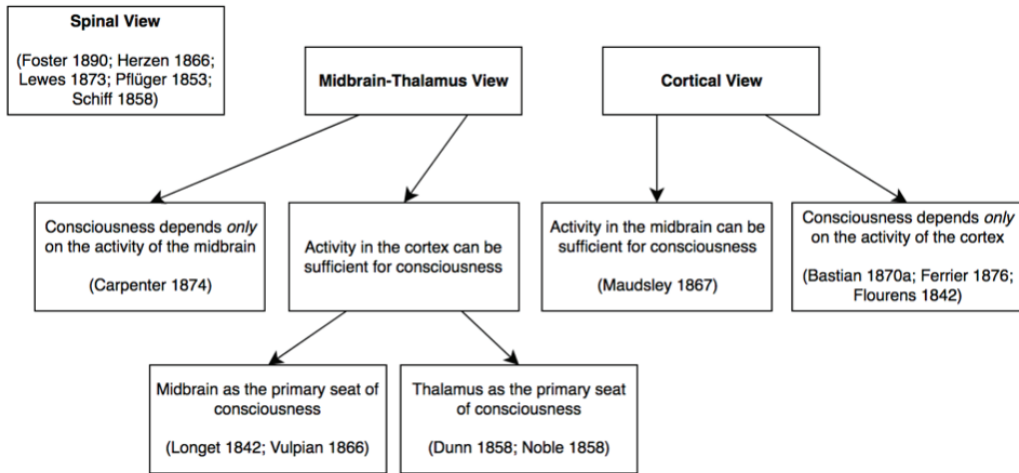 Spinal View
(Foster 1890; Herzen 1866;
Lewes 1873; Pflüger 1853;
Schiff 1858)
Midbrain-Thalamus View
Cortical View
Consciousness depends only
on the activity of the midbrain
(Carpenter 1874)
Activity in the cortex can be
sufficient for consciousness
Activity in the midbrain can be
sufficient for consciousness
(Maudsley 1867)
Consciousness depends only
on the activity of the cortex
(Bastian 1870a; Ferrier 1876;
Flourens 1842)
Midbrain as the primary seat of
consciousness
(Longet 1842; Vulpian 1866)
Thalamus as the primary seat
of consciousness
(Dunn 1858; Noble 1858)